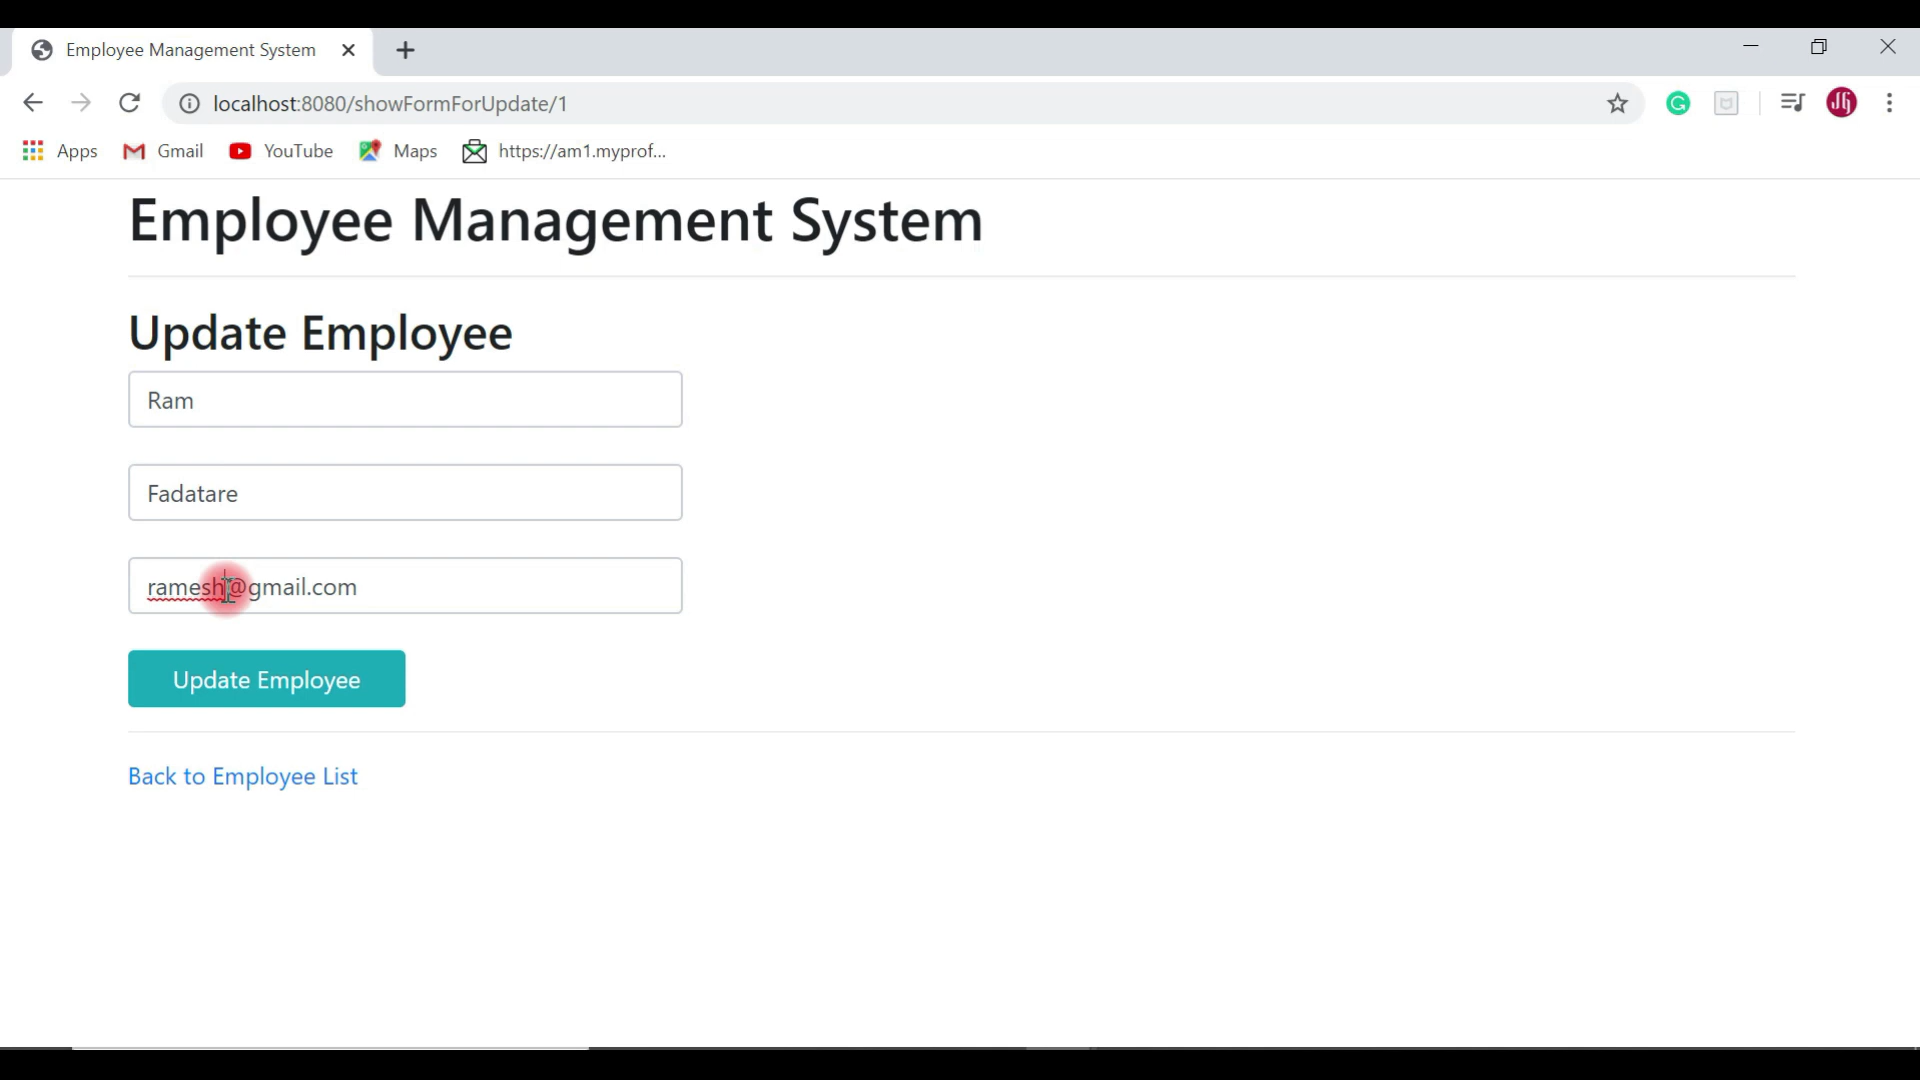 Employee Management System
localhost:8080/showFormForUpdate/1
Apps Gmail YouTube Maps https://am1.myprof...
Employee Management System
Update Employee
Ram
Fadatare
ramesh@gmail.com
Update Employee
Back to Employee List